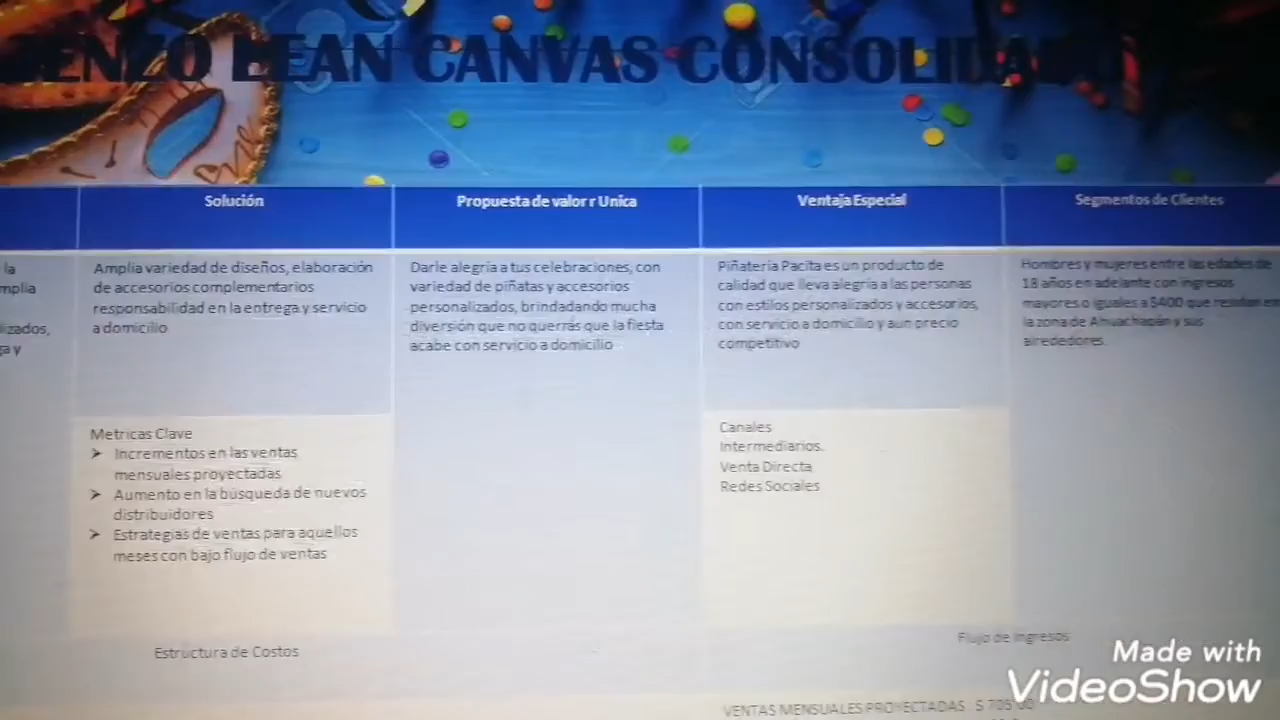 IENZO LEAN CANVAS CONSOLIDADO
Solución
Propuesta de valor r Unica
Ventaja Especial
Segmentos de Clientes
la
mplia
lizados,
ga y
Amplia variedad de diseños, elaboración
de accesorios complementarios
responsabilidad en la entrega y servicio
a domicilio
Darle alegría a tus celebraciones, con
variedad de piñatas y accesorios
personalizados, brindadando mucha
diversión que no querrás que la fiesta
acabe con servicio a domicilio
Piñatería Pacita es un producto de
calidad que lleva alegría a las personas
con estilos personalizados y accesorios,
con servicio a domicilio y aun precio
competitivo
Hombres y mujeres entre las edades de
18 años en adelante con ingresos
mayores o iguales a $400 que residan en
la zona de Ahuachapán y sus
alrededores.
Metricas Clave
➤ Incrementos en las ventas
mensuales proyectadas
➤ Aumento en la búsqueda de nuevos
distribuidores
➤ Estrategias de ventas para aquellos
meses con bajo flujo de ventas
Canales
Intermediarios.
Venta Directa
Redes Sociales
Estructura de Costos
Flujo de Ingresos
VENTAS MENSUALES PROYECTADAS $
Made with
VideoShow